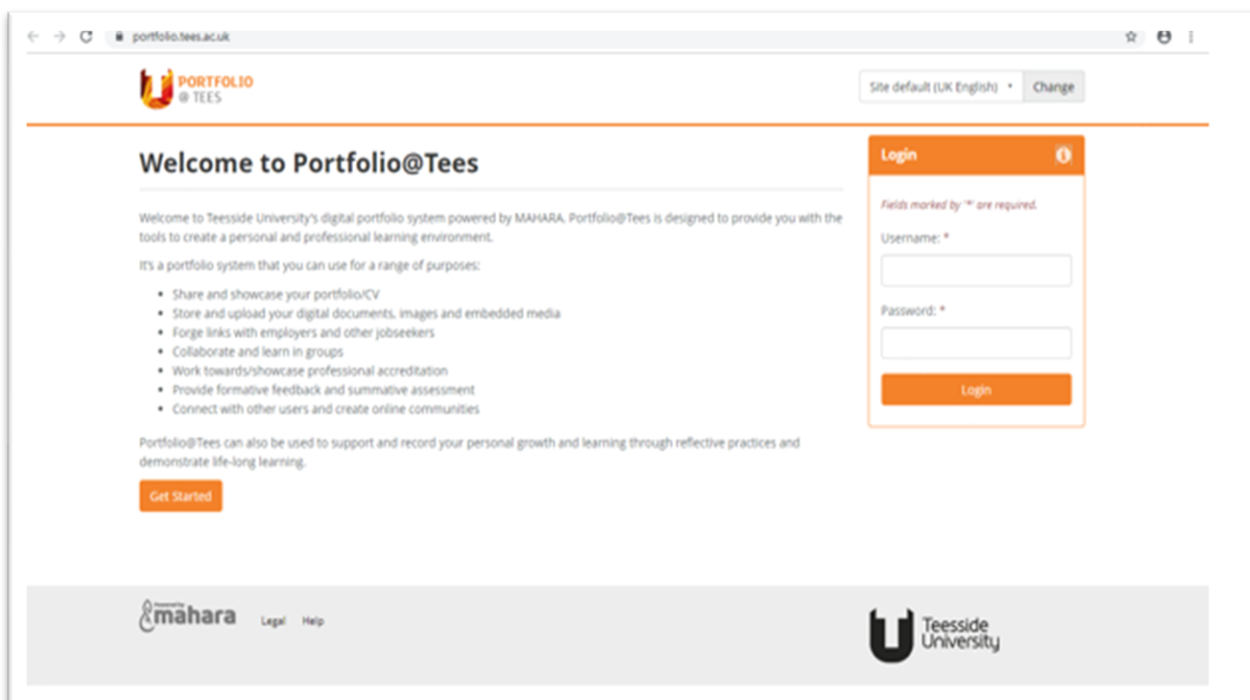 portfolio.tees.ac.uk
PORTFOLIO
@ TEES
Site default (UK English)
Change
Welcome to Portfolio@Tees
Welcome to Teesside University's digital portfolio system powered by MAHARA. Portfolio@Tees is designed to provide you with the
tools to create a personal and professional learning environment.
It's a portfolio system that you can use for a range of purposes:
• Share and showcase your portfolio/CV
• Store and upload your digital documents, images and embedded media
• Forge links with employers and other jobseekers
• Collaborate and learn in groups
• Work towards/showcase professional accreditation
• Provide formative feedback and summative assessment
• Connect with other users and create online communities
Portfolio@Tees can also be used to support and record your personal growth and learning through reflective practices and
demonstrate life-long learning.
Get Started
Login
Fields marked by '*' are required.
Username: *
Password: *
Login
Powered by
mahara
Legal Help
Teesside
University